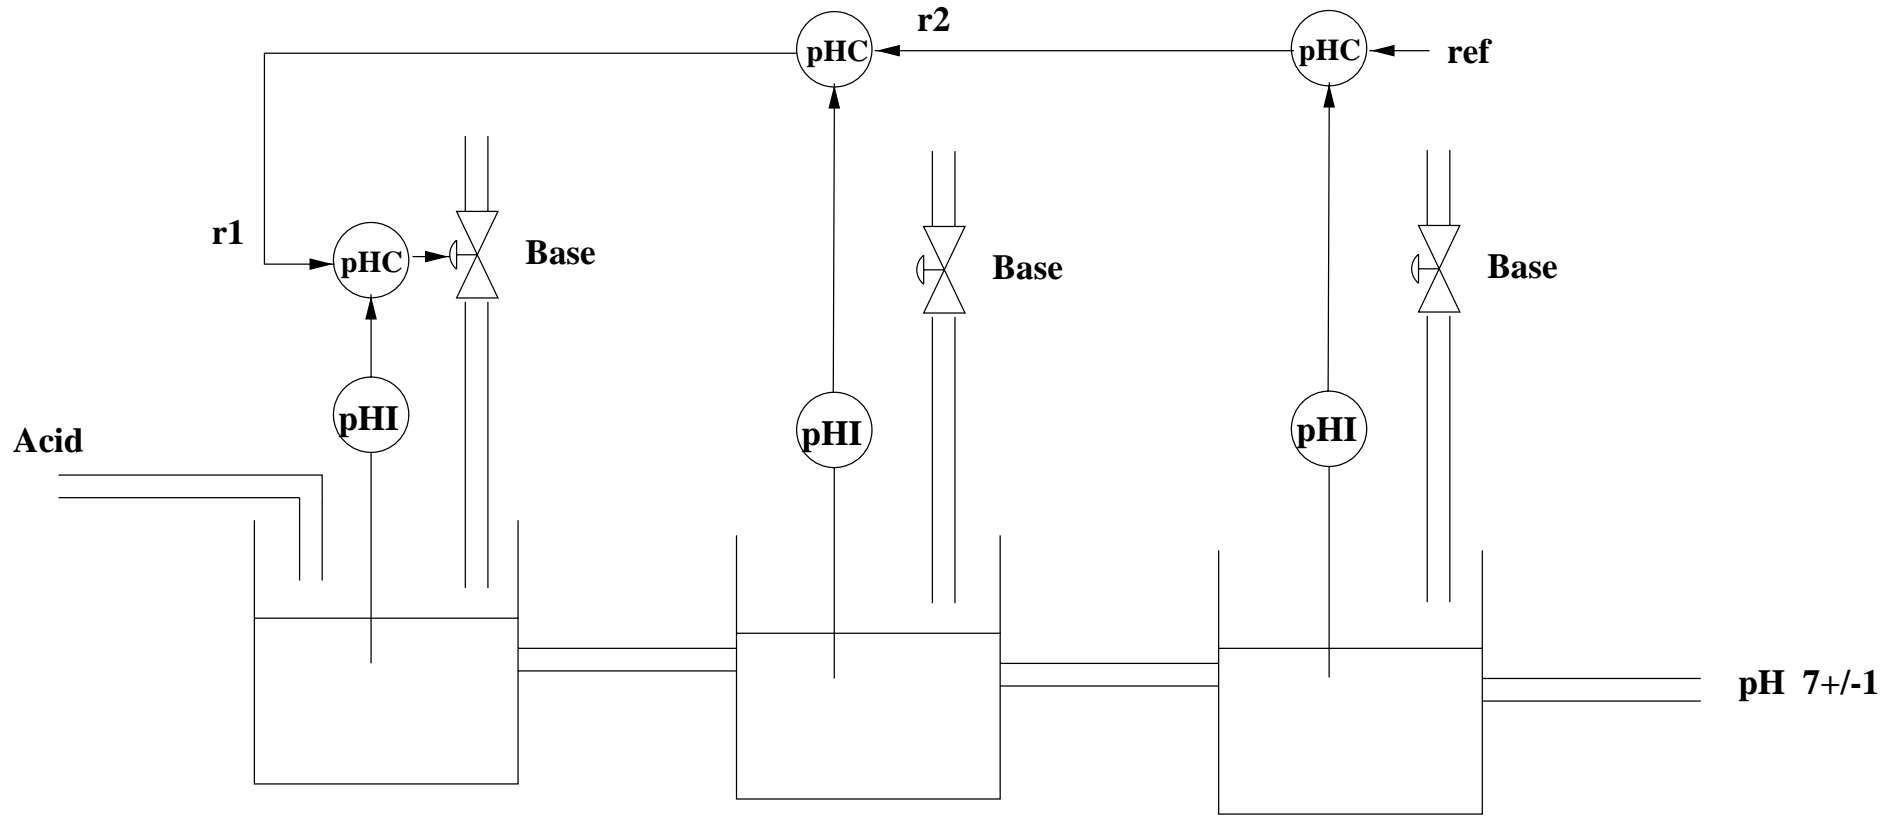 r2
pHC
pHC
ref
r1
pHC
Base
Base
Base
pHI
pHI
pHI
Acid
pH 7+/-1